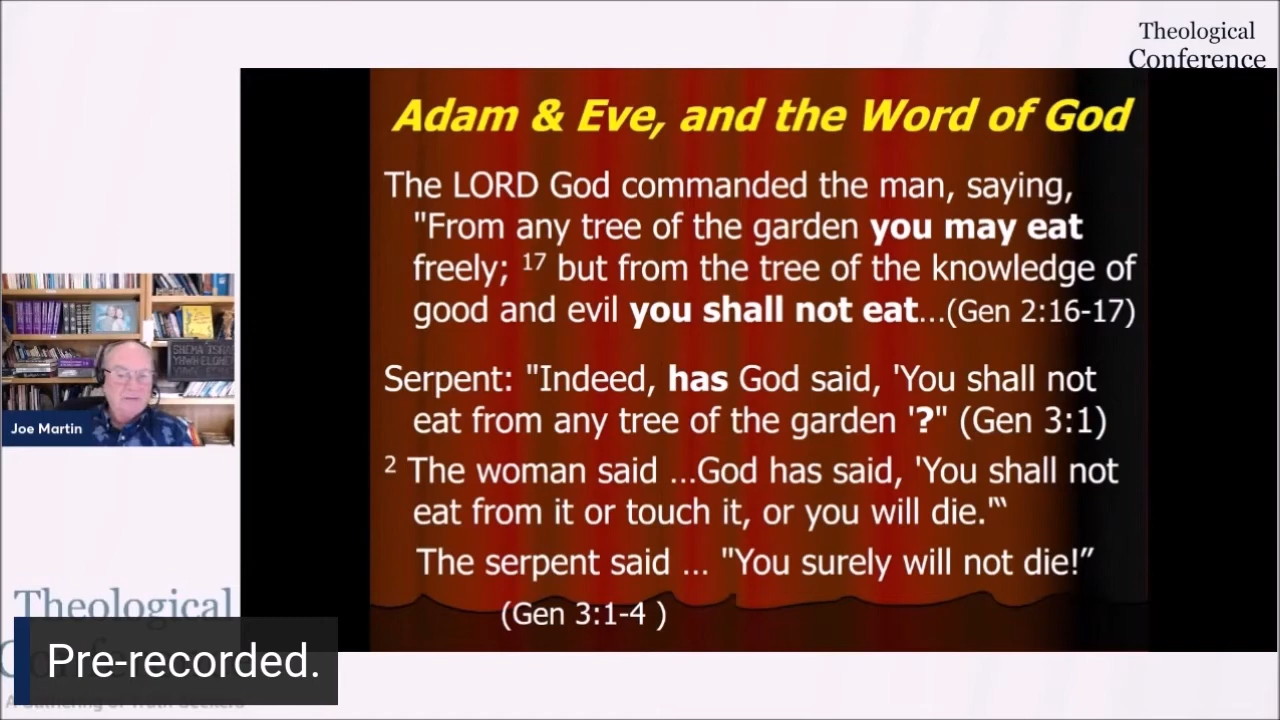 Theological
Conference
Adam & Eve, and the Word of God
The LORD God commanded the man, saying,
"From any tree of the garden you may eat
freely; 17 but from the tree of the knowledge of
good and evil you shall not eat...(Gen 2:16-17)
Serpent: "Indeed, has God said, 'You shall not
eat from any tree of the garden '?" (Gen 3:1)
2 The woman said ...God has said, 'You shall not
eat from it or touch it, or you will die.'"
The serpent said ... "You surely will not die!”
(Gen 3:1-4 )
SHEMA ISRA
YHWH ELOHE
YHWH
Joe Martin
Theological
Pre-recorded.